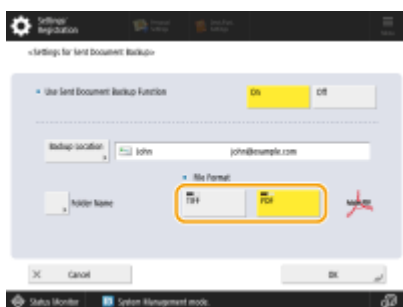 Settings/
Registration
<Settings for Sent Document Backup>
Use Sent Document Backup Function
On
Off
Backup Location
John
john@example.com
File Format
Folder Name
TIFF
PDF
Cancel
OK
Status Monitor
System Management mode.